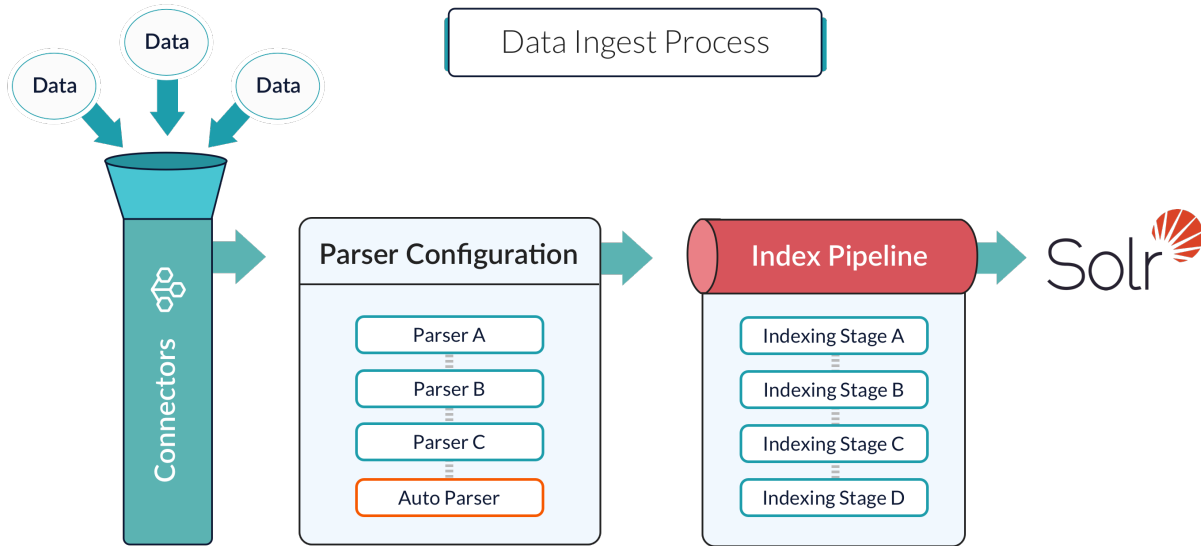 Data Ingest Process
Data
Data
Data
Connectors
Parser Configuration
Parser A
Parser B
Parser C
Auto Parser
Index Pipeline
Indexing Stage A
Indexing Stage B
Indexing Stage C
Indexing Stage D
Solr